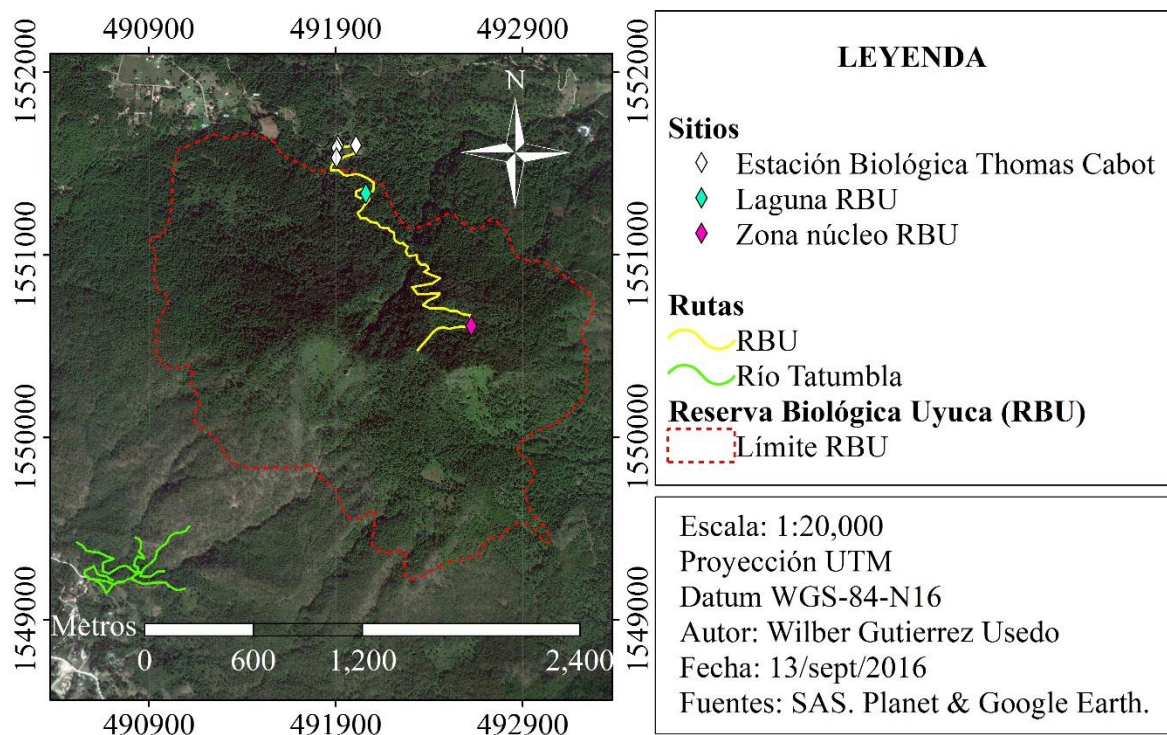 490900 491900 492900
1552000
1551000
1550000
1549000
N
1552000
1551000
1550000
1549000
Metros
0 600 1,200 2,400
490900 491900 492900
LEYENDA
Sitios
Estación Biológica Thomas Cabot
Laguna RBU
Zona núcleo RBU
Rutas
RBU
Río Tatumbla
Reserva Biológica Uyuca (RBU)
Límite RBU
Escala: 1:20,000
Proyección UTM
Datum WGS-84-N16
Autor: Wilber Gutierrez Usedo
Fecha: 13/sept/2016
Fuentes: SAS. Planet & Google Earth.